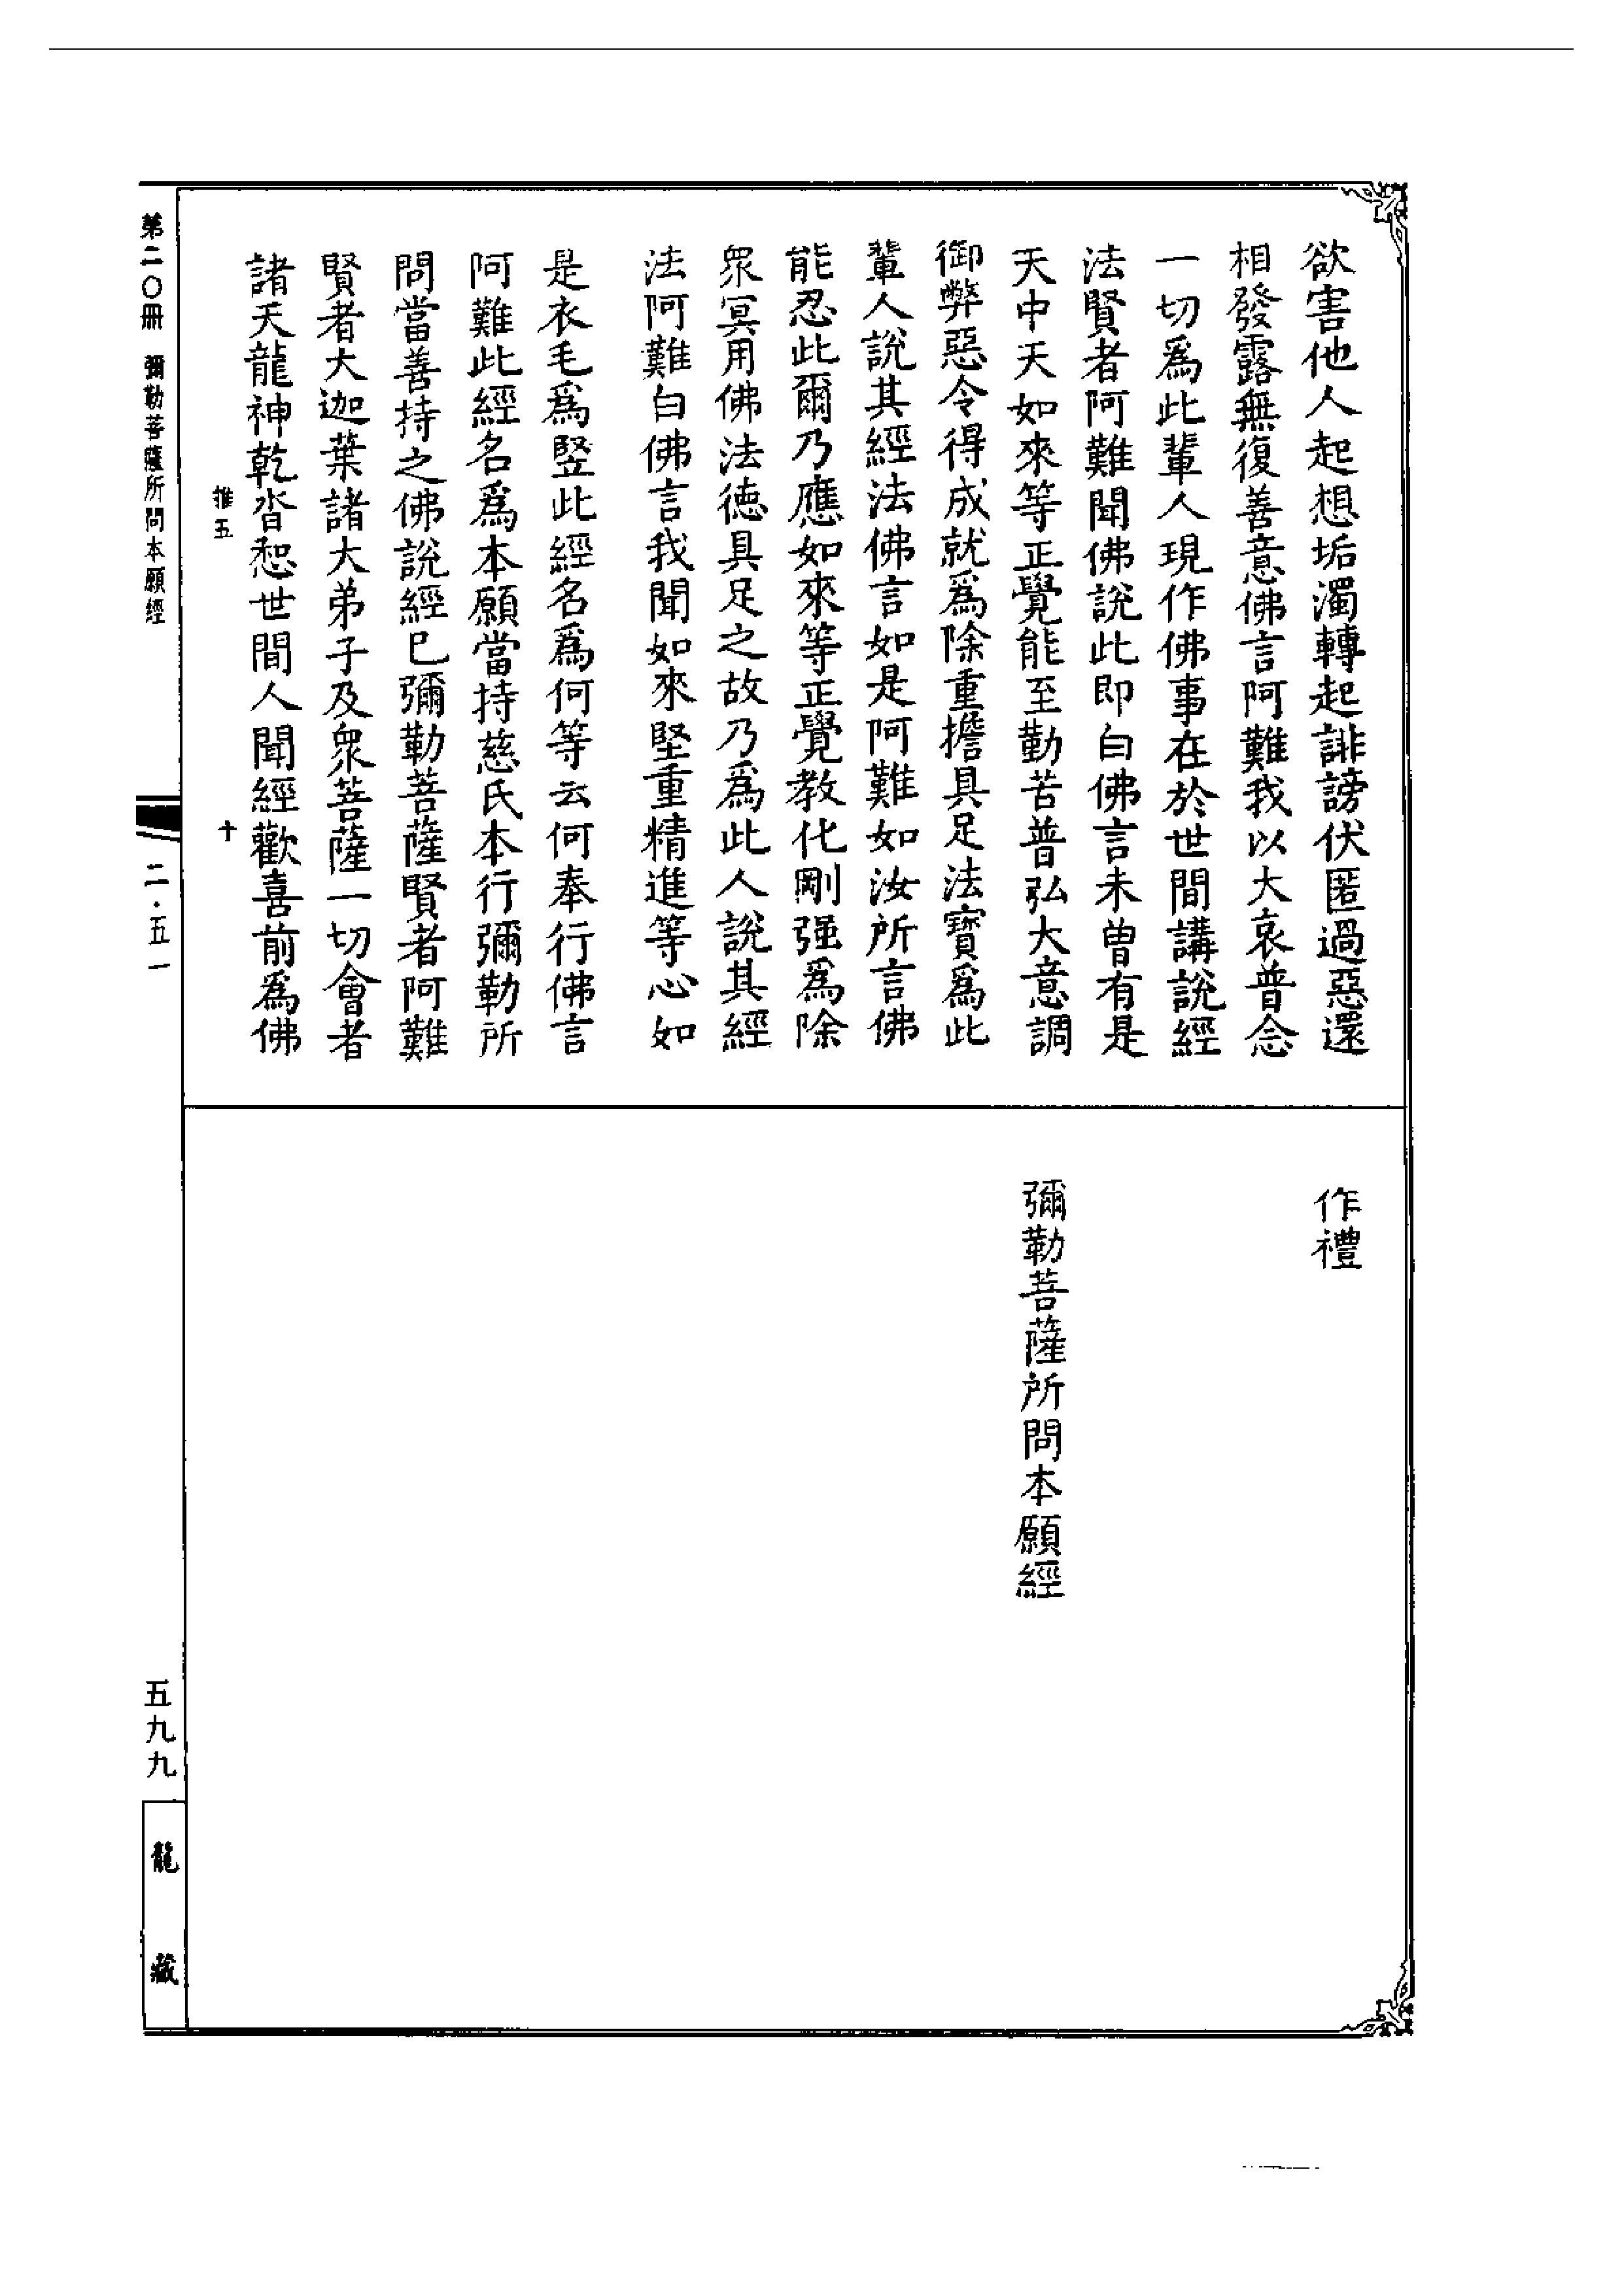 欲害他人起想垢濁轉起誹謗伏匿過惡還
相發露無復善意佛言阿難我以大哀普念
一切爲此輩人現作佛事在於世間講說經
法賢者阿難聞佛說此即白佛言未曾有是
天中天如來等正覺能至勤苦普弘大意調
御弊惡令得成就爲除重擔具足法寶爲此
輩人說其經法佛言如是阿難如汝所言佛
能忍此爾乃應如來等正覺教化剛强爲除
衆冥用佛法德具足之故乃爲此人說其經
法阿難白佛言我聞如來堅重精進等心如
是衣毛爲竪此經名爲何等云何奉行佛言
阿難此經名爲本願當持慈氏本行彌勒所
問當善持之佛說經已彌勒菩薩賢者阿難
賢者大迦葉諸大弟子及衆菩薩一切會者
諸天龍神乾沓惒世間人聞經歡喜前爲佛
推五
十
作禮
彌勒菩薩所問本願經
第二〇冊 彌勒菩薩所問本願經
二·五一
五九九
龍藏